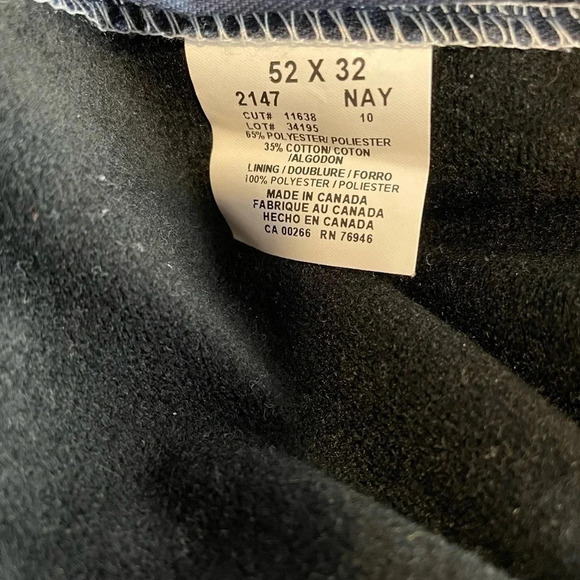 52 X 32
2147 NAY
CUT# 11638 10
LOT# 34195
65% POLYESTER/ POLIESTER
35% COTTON/ COTON
/ALGODON
LINING / DOUBLURE / FORRO
100% POLYESTER / POLIESTER
MADE IN CANADA
FABRIQUE AU CANADA
HECHO EN CANADA
CA 00266 RN 76946